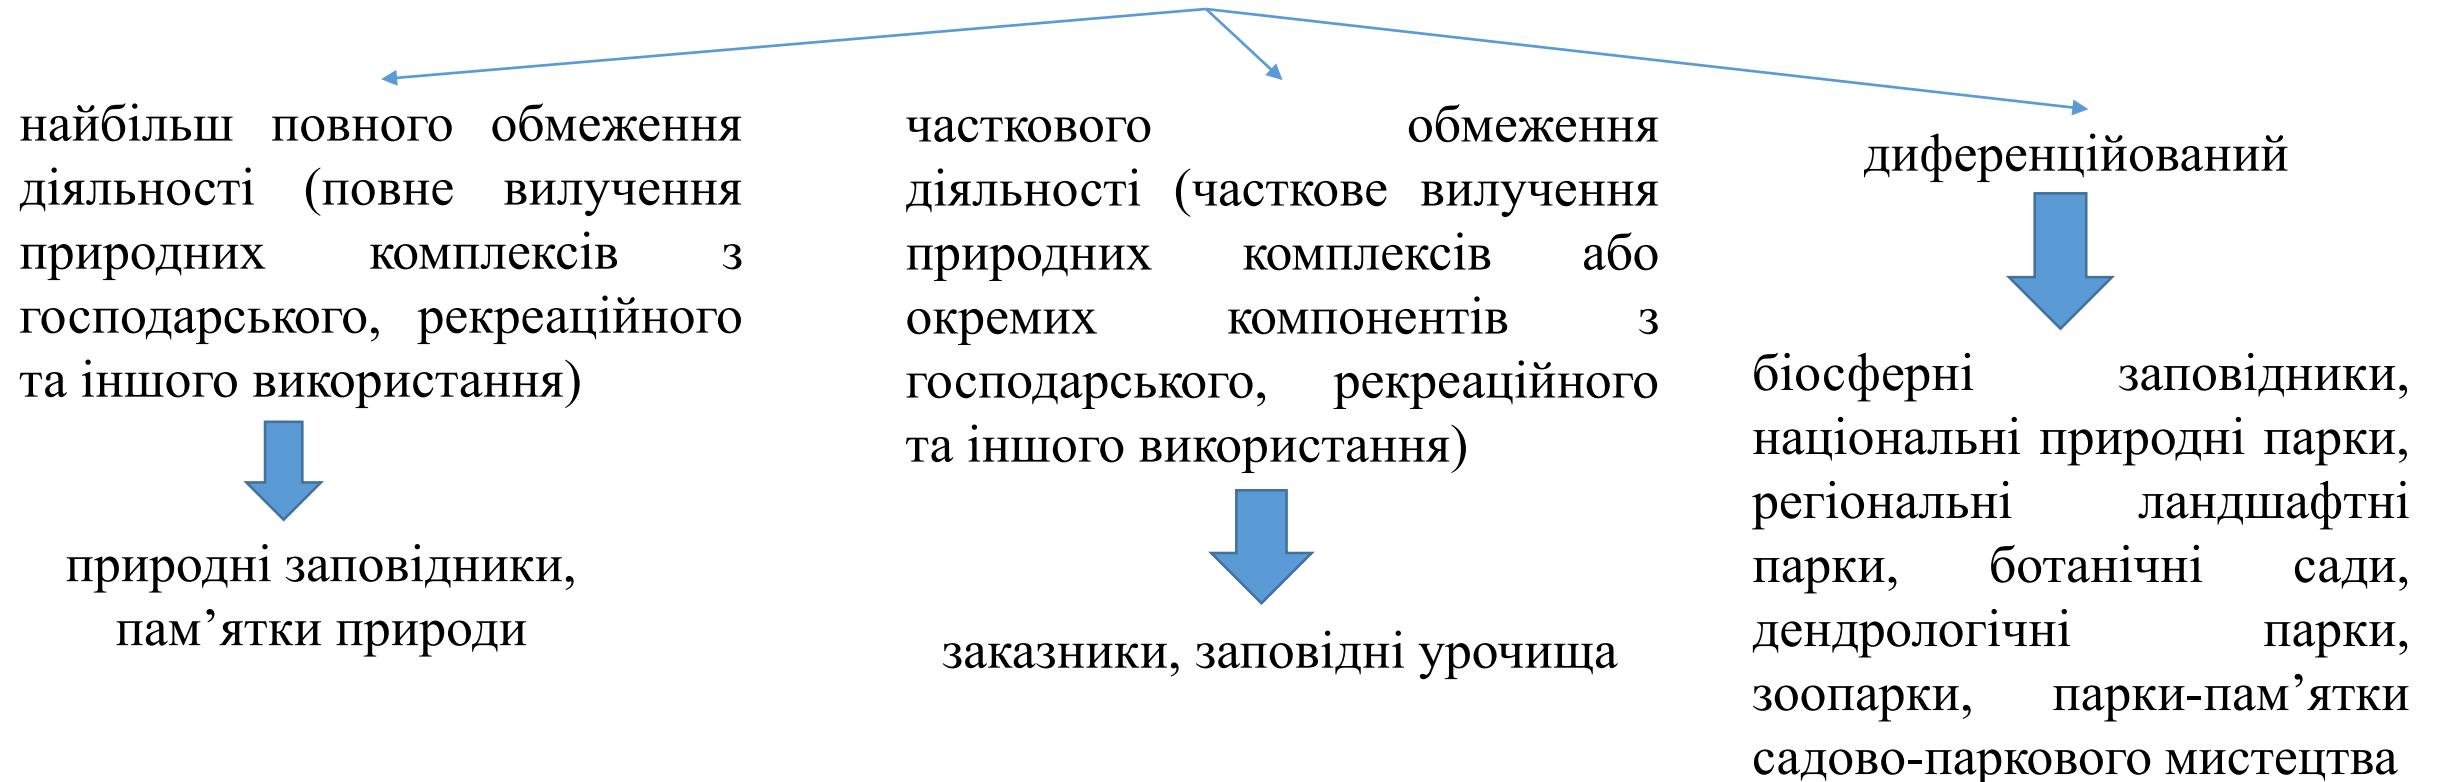 найбільш повного обмеження
діяльності (повне вилучення
природних комплексів з
господарського, рекреаційного
та іншого використання)
природні заповідники,
пам’ятки природи
часткового обмеження
діяльності (часткове вилучення
природних комплексів або
окремих компонентів з
господарського, рекреаційного
та іншого використання)
заказники, заповідні урочища
диференційований
біосферні заповідники,
національні природні парки,
регіональні ландшафтні
парки, ботанічні сади,
дендрологічні парки,
зоопарки, парки-пам’ятки
садово-паркового мистецтва